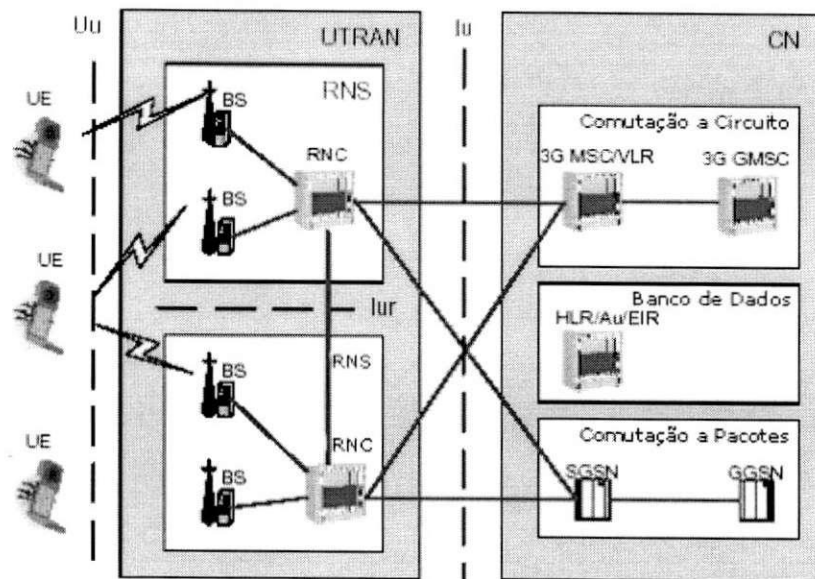 Uu
UTRAN
Iu
CN
UE
BS
RNS
RNC
BS
Comutação a Circuito
3G MSC/VLR
3G GMSC
UE
Iur
Banco de Dados
HLR/Au/EIR
BS
RNS
RNC
BS
UE
Comutação a Pacotes
SGSN
GGSN